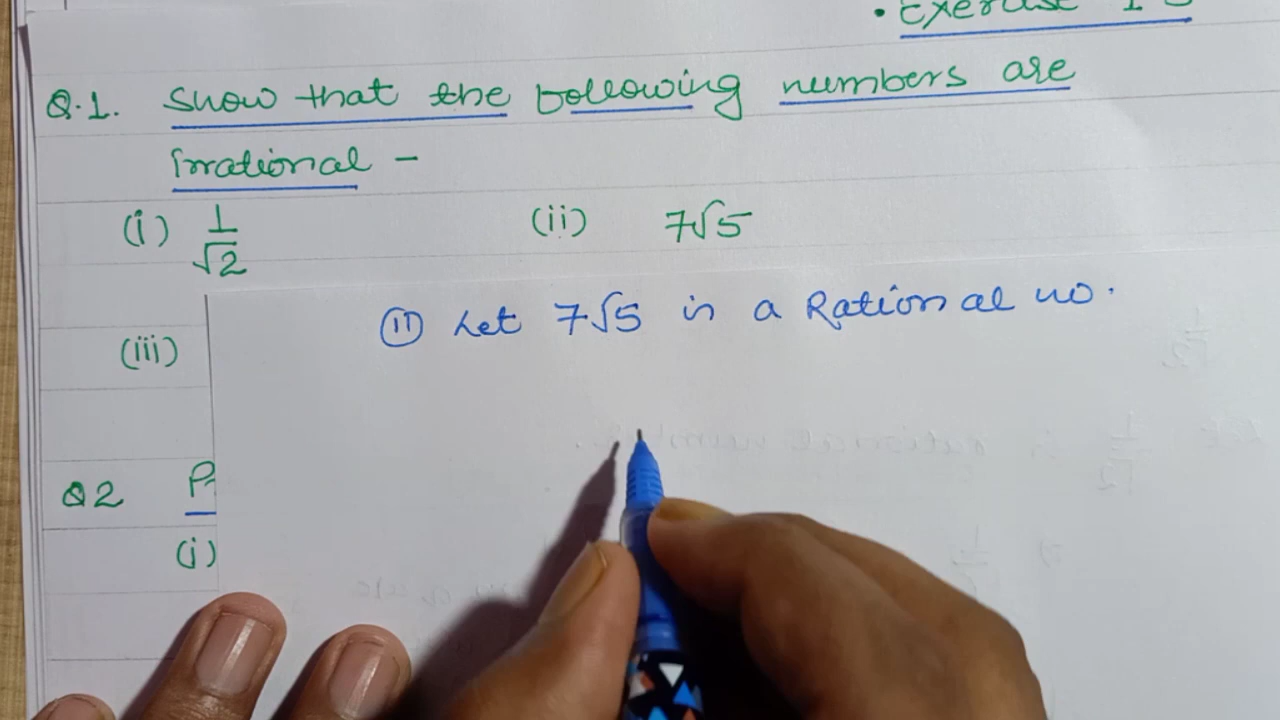 • Exercise
Q.1. Show that the following numbers are
Irrational –
(i) 1/√2 (ii) 7√5
(ii) Let 7√5 is a Rational no.
(iii)
Q2
(i)